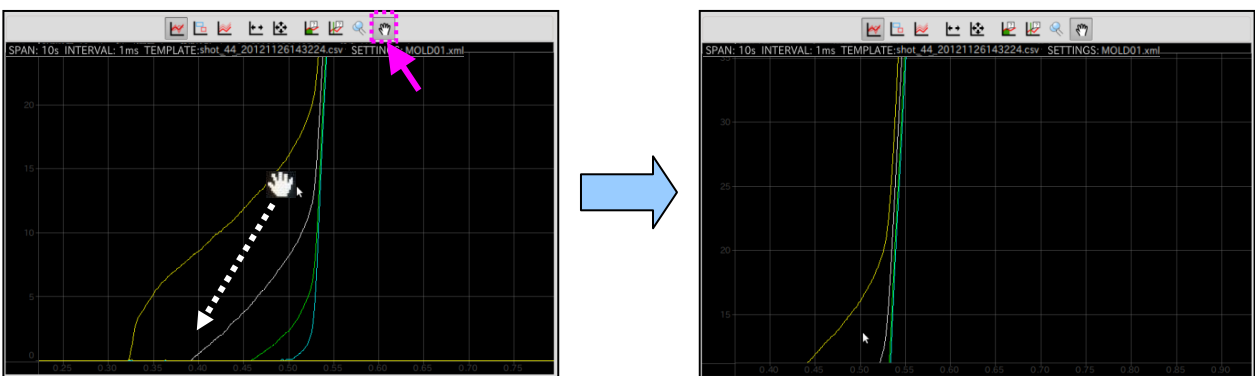 SPAN: 10s INTERVAL: 1ms TEMPLATE:shot_44_20121126143224.csv SETTINGS: MOLD01.xml
20
15
10
5
0
0.25 0.30 0.35 0.40 0.45 0.50 0.55 0.60 0.65 0.70 0.75
SPAN: 10s INTERVAL: 1ms TEMPLATE:shot_44_20121126143224.csv SETTINGS: MOLD01.xml
35
30
25
20
15
0.40 0.45 0.50 0.55 0.60 0.65 0.70 0.75 0.80 0.85 0.90